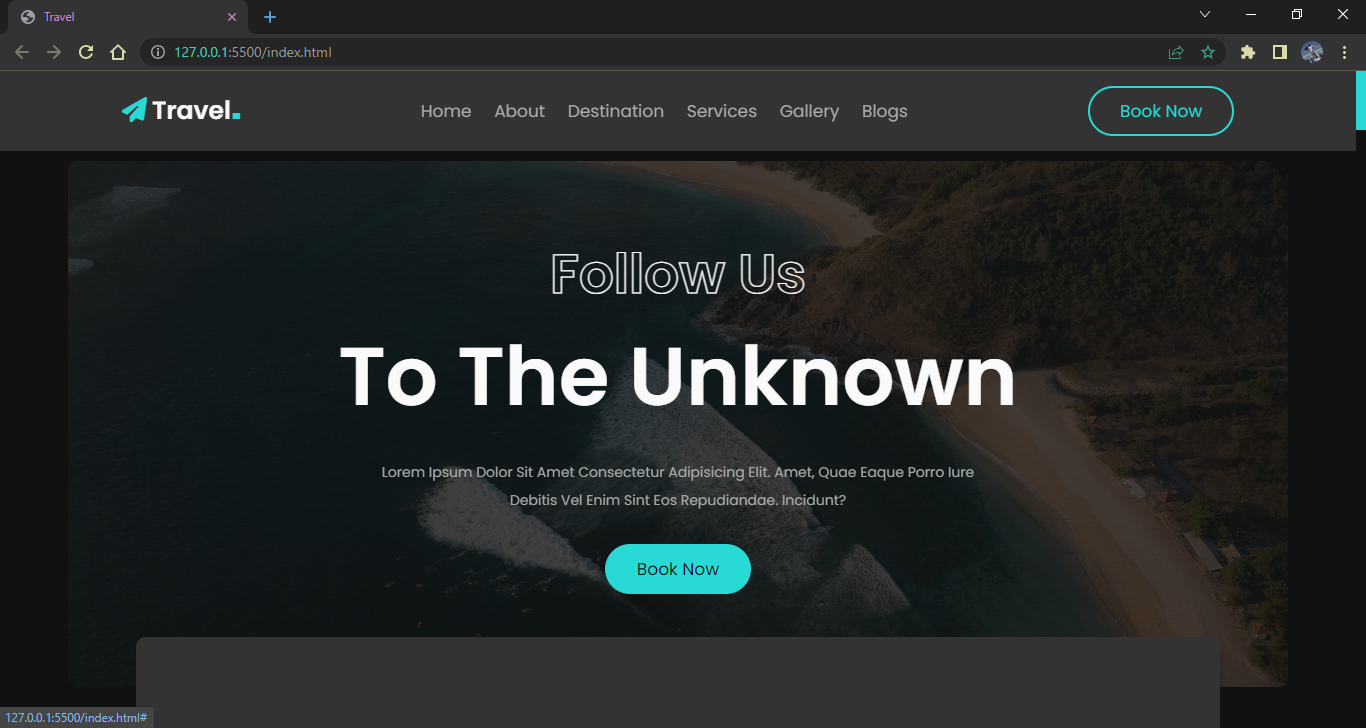 Travel
127.0.0.1:5500/index.html
Travel.
Home About Destination Services Gallery Blogs
Book Now
Follow Us
To The Unknown
Lorem Ipsum Dolor Sit Amet Consectetur Adipisicing Elit. Amet, Quae Eaque Porro Iure
Debitis Vel Enim Sint Eos Repudiandae. Incidunt?
Book Now
127.0.0.1:5500/index.html#